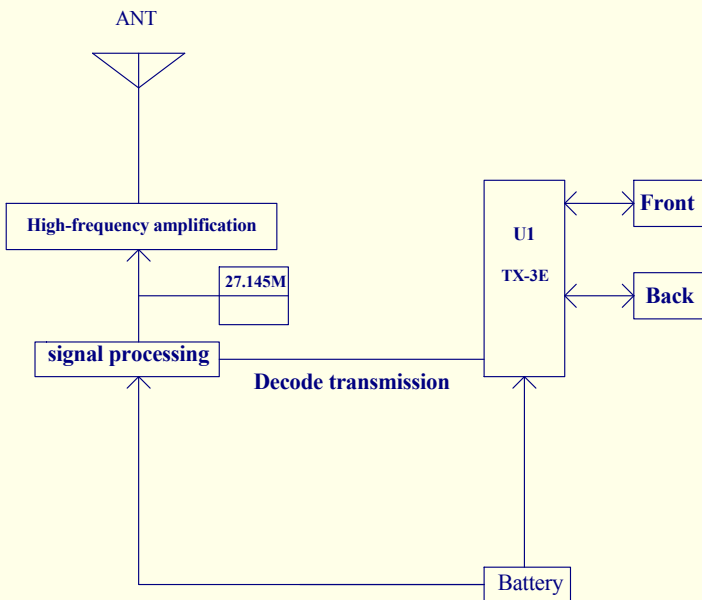 ANT
High-frequency amplification
27.145M
signal processing
Decode transmission
U1
TX-3E
Front
Back
Battery